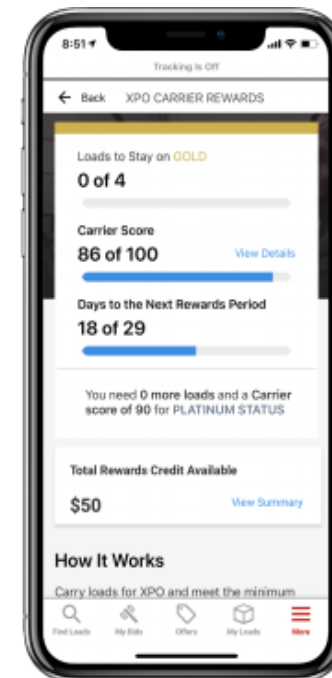 8:51
Tracking Is Off
Back XPO CARRIER REWARDS
Loads to Stay on GOLD
0 of 4
Carrier Score
86 of 100 View Details
Days to the Next Rewards Period
18 of 29
You need 0 more loads and a Carrier
score of 90 for PLATINUM STATUS
Total Rewards Credit Available
$50 View Summary
How It Works
Carry loads for XPO and meet the minimum
Find Loads My Bids Offers My Loads More